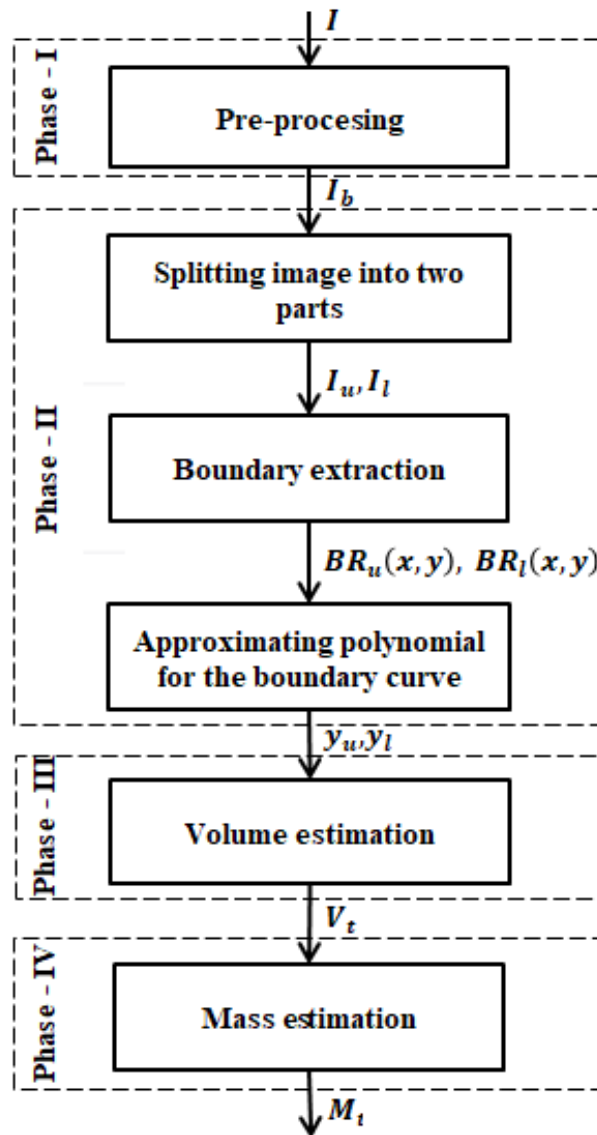 I
Phase - I
Pre-procesing
I_b
Phase - II
Splitting image into two
parts
I_u, I_l
Boundary extraction
BR_u(x, y), BR_l(x, y)
Approximating polynomial
for the boundary curve
y_u, y_l
Phase - III
Volume estimation
V_t
Phase - IV
Mass estimation
M_t